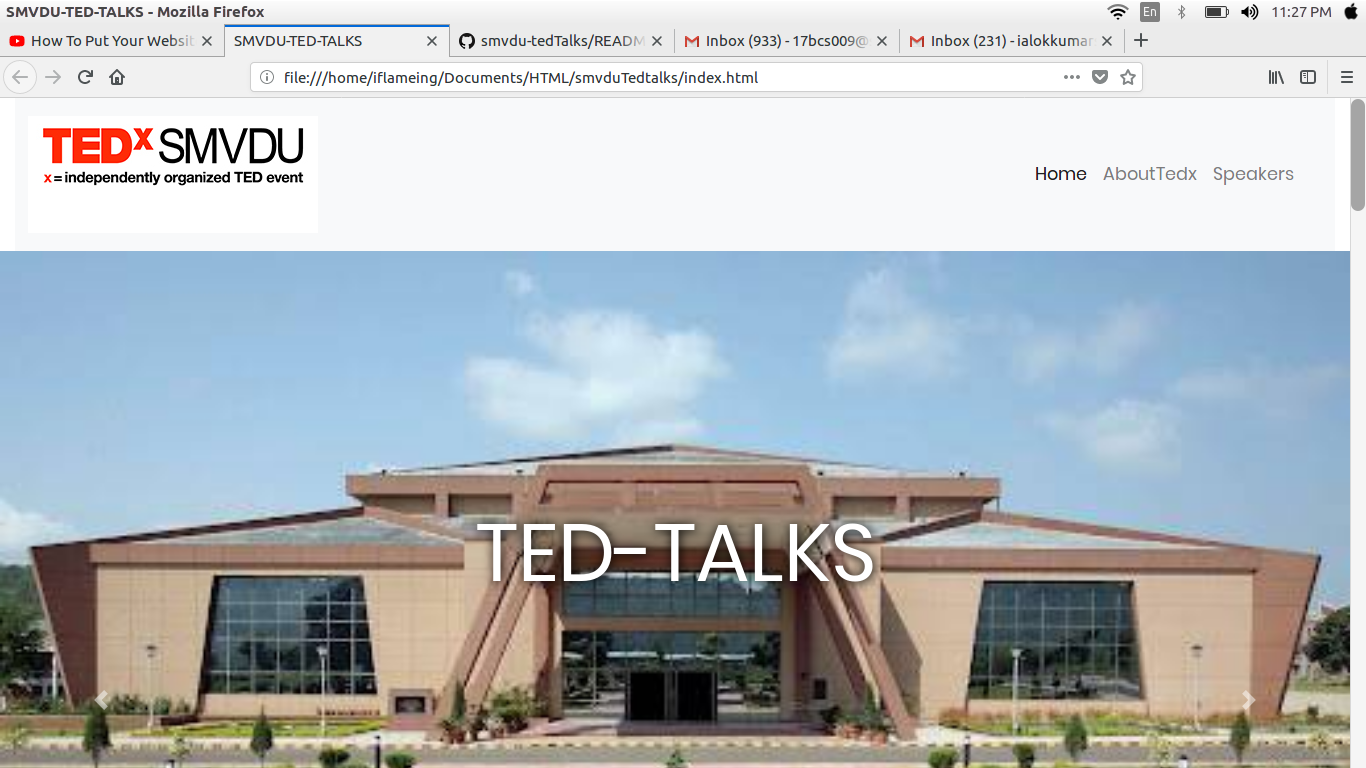 SMVDU-TED-TALKS - Mozilla Firefox
En
11:27 PM
How To Put Your Websit
SMVDU-TED-TALKS
smvdu-tedTalks/READM
Inbox (933) - 17bcs009@
Inbox (231) - ialokkumar
file:///home/iflameing/Documents/HTML/smvduTedtalks/index.html
TEDx SMVDU
x = independently organized TED event
Home AboutTedx Speakers
TED-TALKS